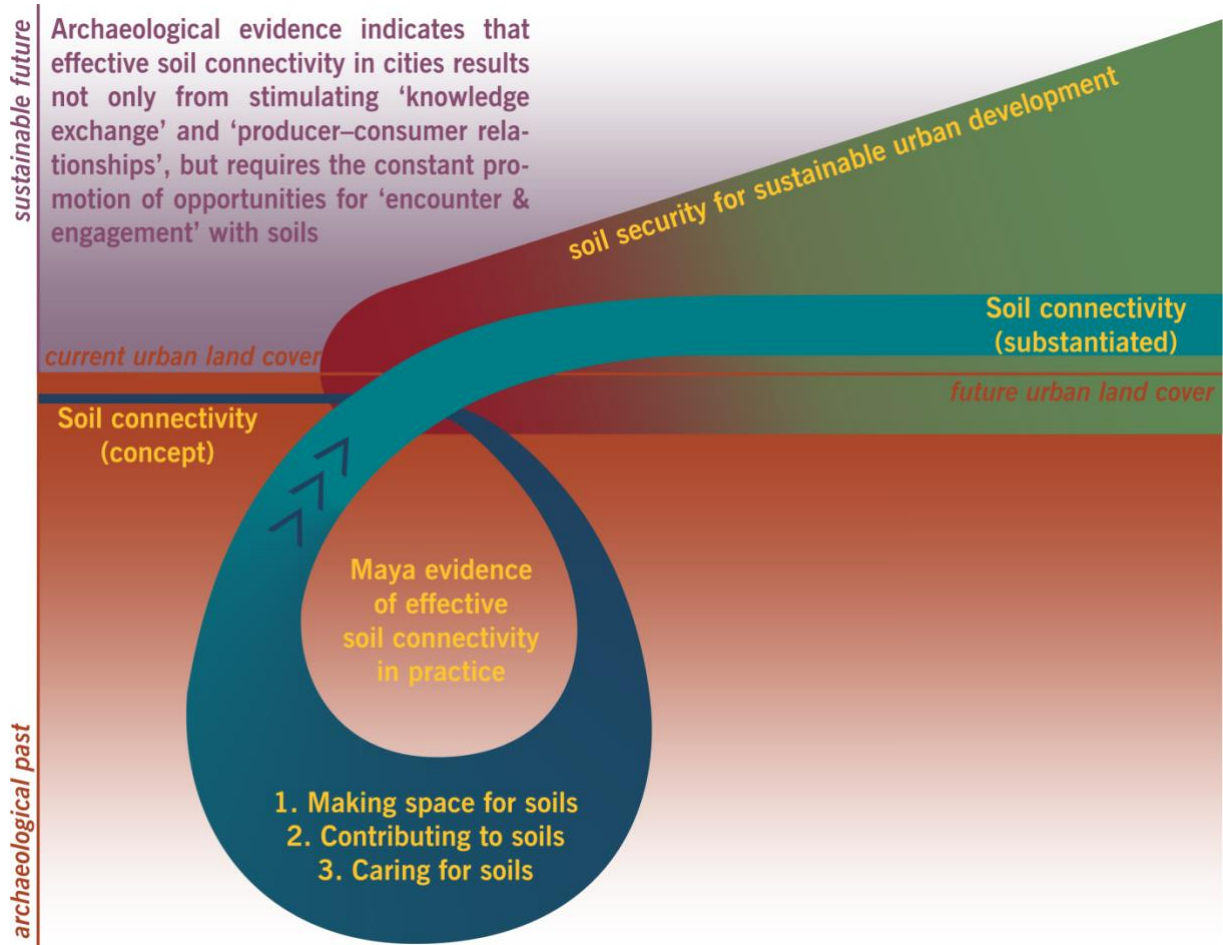 sustainable future
Archaeological evidence indicates that
effective soil connectivity in cities results
not only from stimulating ‘knowledge
exchange’ and ‘producer–consumer rela-
tionships’, but requires the constant pro-
motion of opportunities for ‘encounter &
engagement’ with soils
soil security for sustainable urban development
Soil connectivity
(substantiated)
current urban land cover
future urban land cover
Soil connectivity
(concept)
Maya evidence
of effective
soil connectivity
in practice
1. Making space for soils
2. Contributing to soils
3. Caring for soils
archaeological past